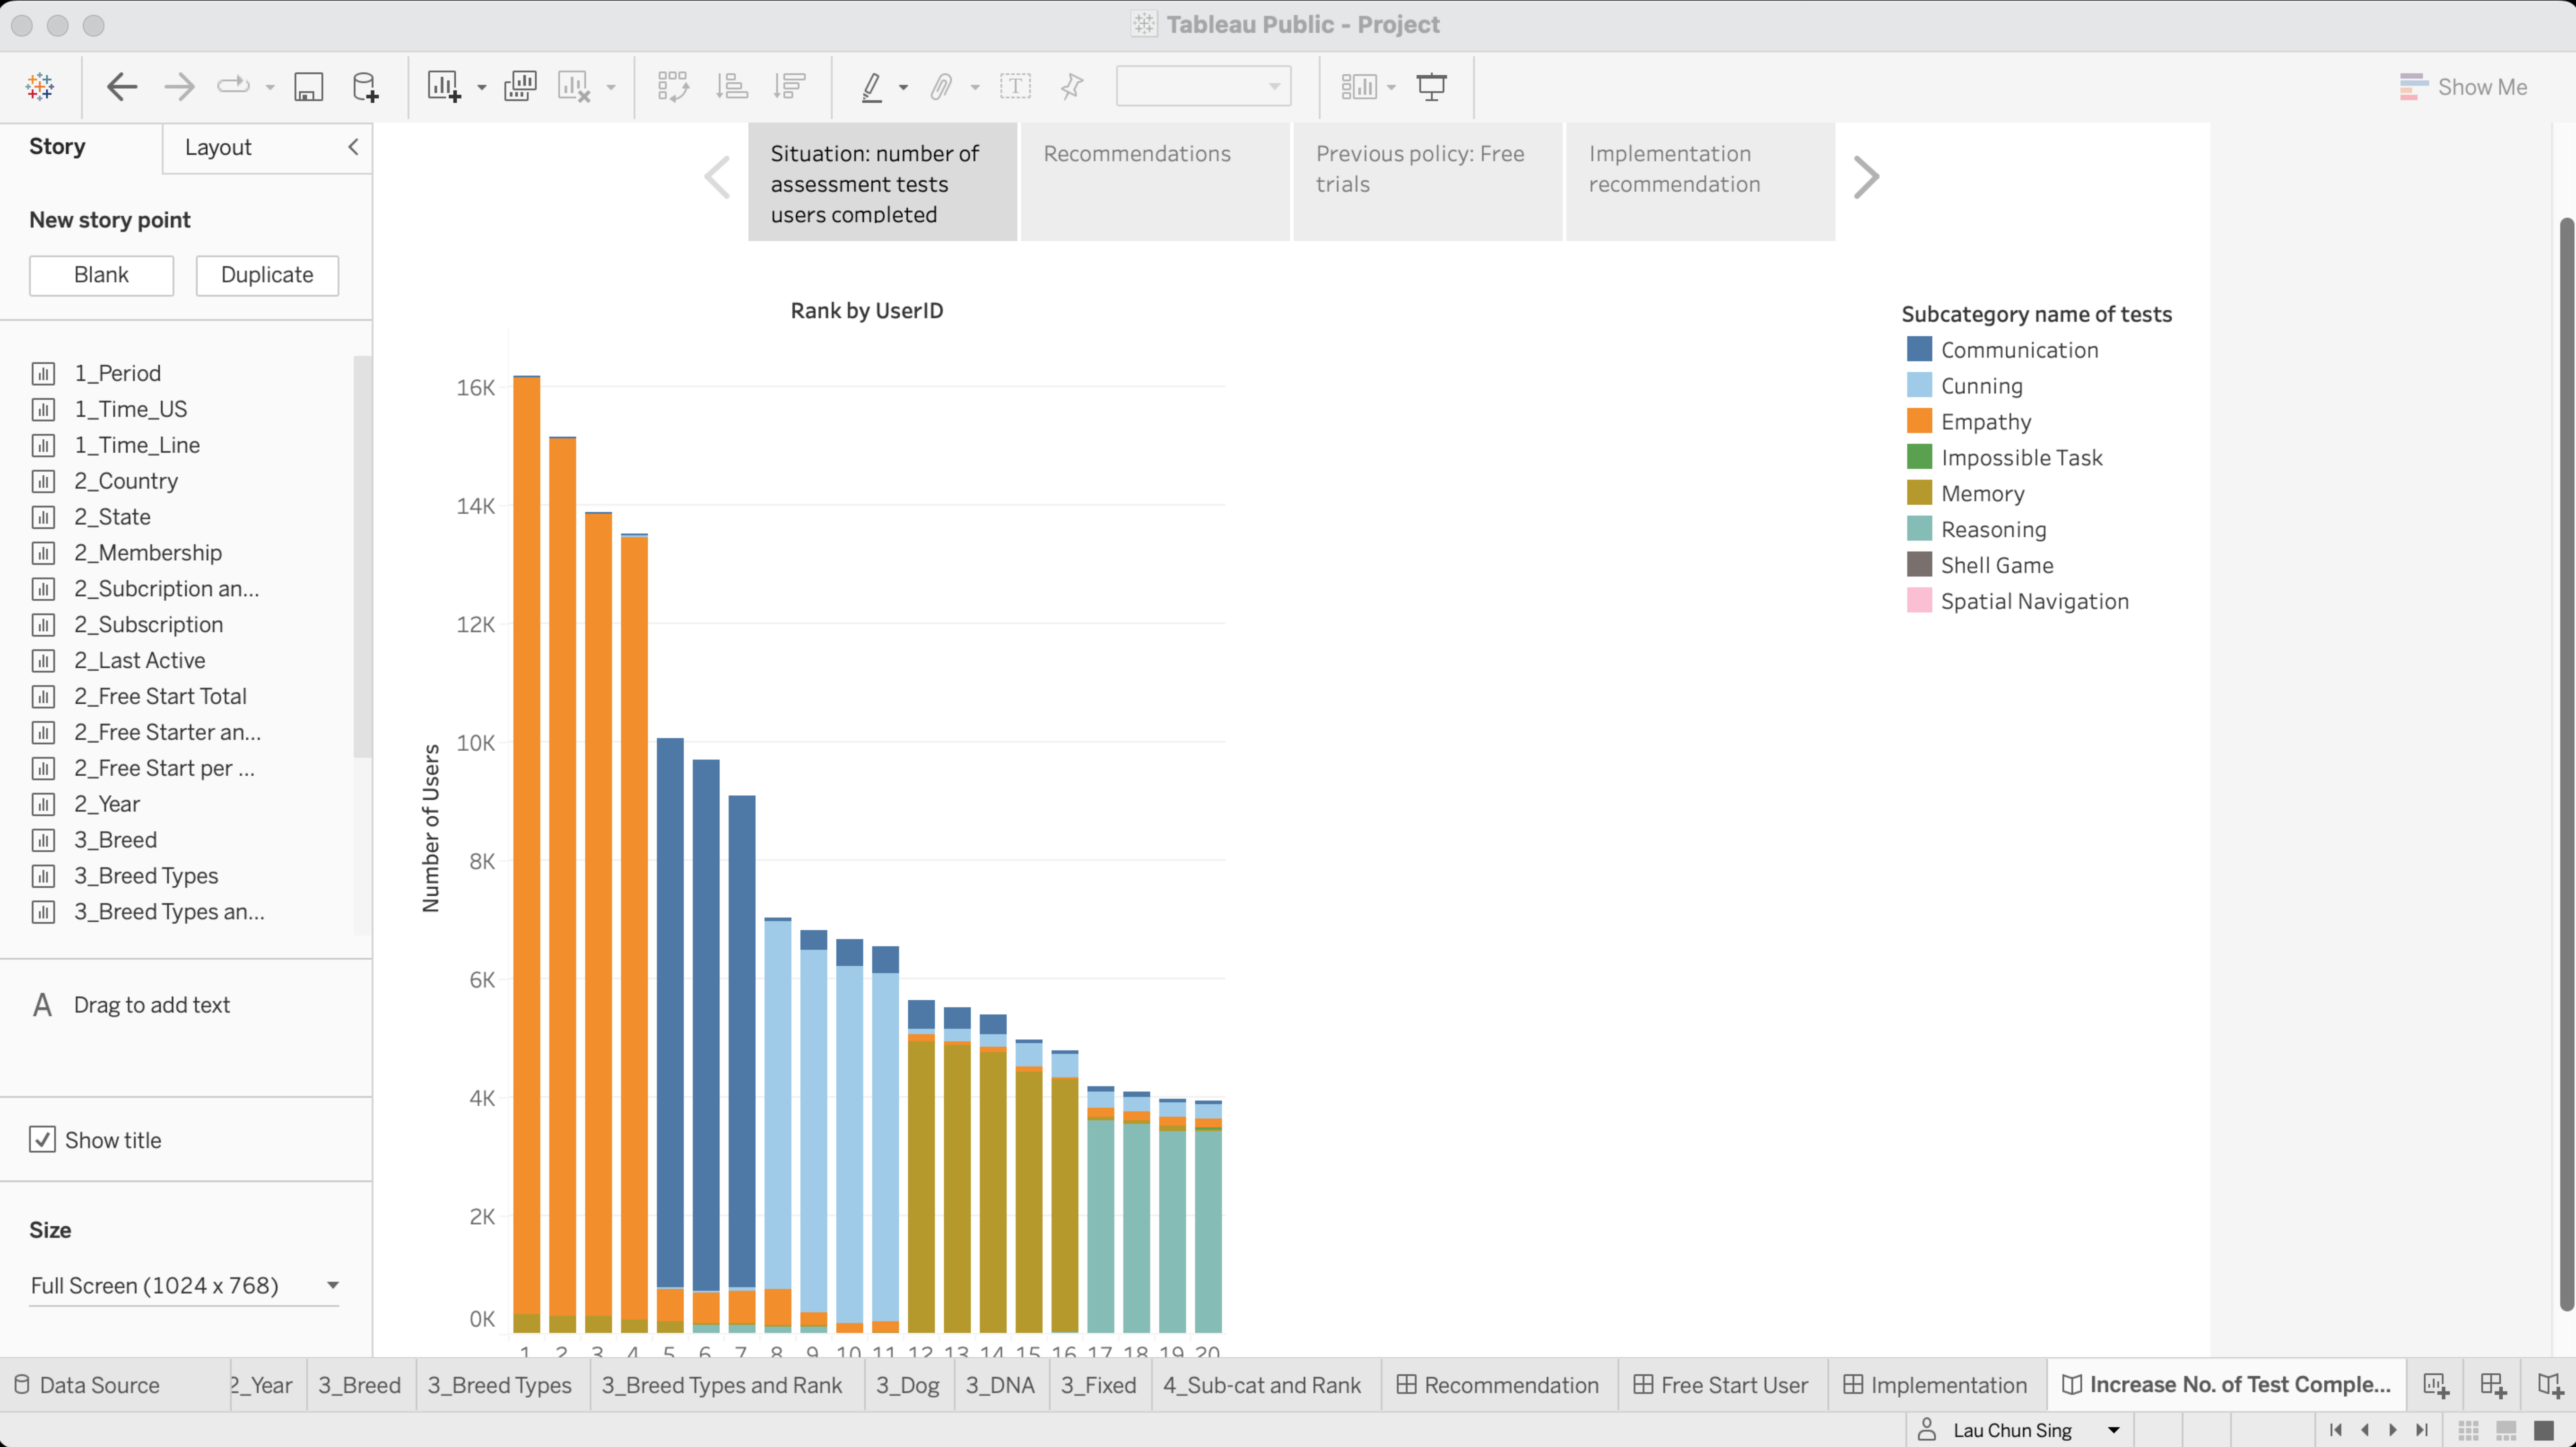 Tableau Public - Project
Show Me
Story
Layout
New story point
Blank
Duplicate
1_Period
1_Time_US
1_Time_Line
2_Country
2_State
2_Membership
2_Subcription an...
2_Subscription
2_Last Active
2_Free Start Total
2_Free Starter an...
2_Free Start per ...
2_Year
3_Breed
3_Breed Types
3_Breed Types an...
A Drag to add text
Show title
Size
Full Screen (1024 x 768)
Situation: number of
assessment tests
users completed
Recommendations
Previous policy: Free
trials
Implementation
recommendation
Rank by UserID
Number of Users
16K
14K
12K
10K
8K
6K
4K
2K
0K
1 2 3 4 5 6 7 8 9 10 11 12 13 14 15 16 17 18 19 20
Subcategory name of tests
Communication
Cunning
Empathy
Impossible Task
Memory
Reasoning
Shell Game
Spatial Navigation
Data Source 2_Year 3_Breed 3_Breed Types 3_Breed Types and Rank 3_Dog 3_DNA 3_Fixed 4_Sub-cat and Rank Recommendation Free Start User Implementation Increase No. of Test Comple...
Lau Chun Sing